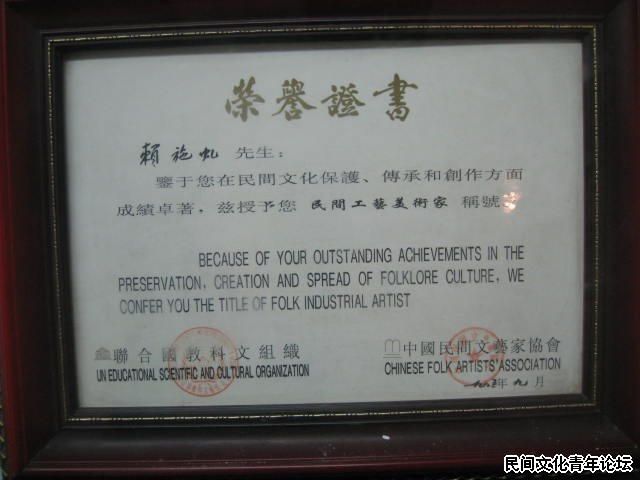 榮譽證書
賴施虬 先生：
鑒于您在民間文化保護、傳承和創作方面
成績卓著，兹授予您 民間工藝美術家 稱號。
BECAUSE OF YOUR OUTSTANDING ACHIEVEMENTS IN THE
PRESERVATION, CREATION AND SPREAD OF FOLKLORE CULTURE, WE
CONFER YOU THE TITLE OF FOLK INDUSTRIAL ARTIST
聯合國教科文組織
UN EDUCATIONAL SCIENTIFIC AND CULTURAL ORGANIZATION
中國民間文藝家協會
CHINESE FOLK ARTISTS'ASSOCIATION
年九月
民间文化青年论坛